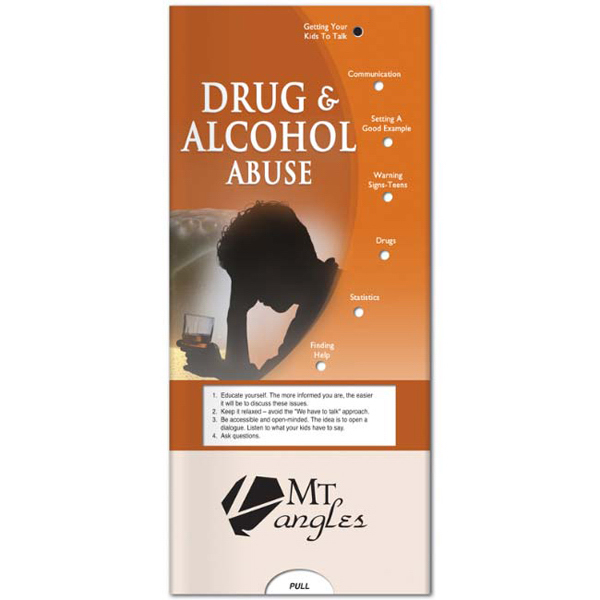 Getting Your
Kids To Talk
Communication
DRUG &
ALCOHOL
ABUSE
Setting A
Good Example
Warning
Signs-Teens
Drugs
Statistics
Finding
Help
1. Educate yourself. The more informed you are, the easier
it will be to discuss these issues.
2. Keep it relaxed – avoid the "We have to talk" approach.
3. Be accessible and open-minded. The idea is to open a
dialogue. Listen to what your kids have to say.
4. Ask questions.
MT
angles
PULL